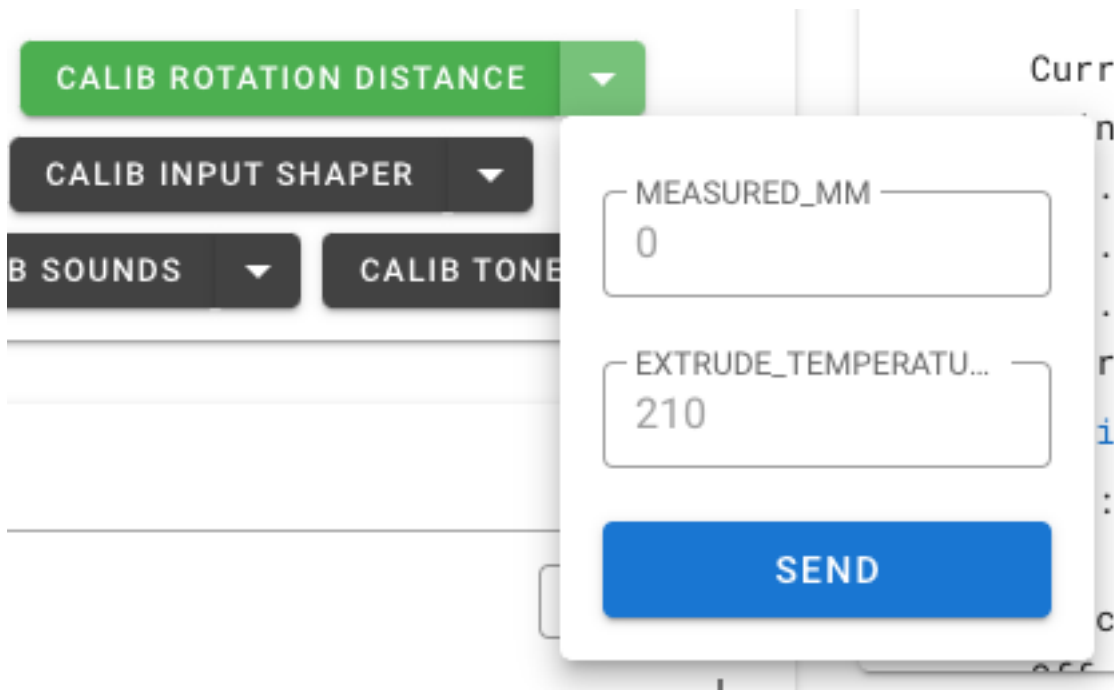 CALIB ROTATION DISTANCE
Curr
n
CALIB INPUT SHAPER
MEASURED_MM
0
B SOUNDS
CALIB TONE
EXTRUDE_TEMPERATU...
210
r
i
:
SEND
c